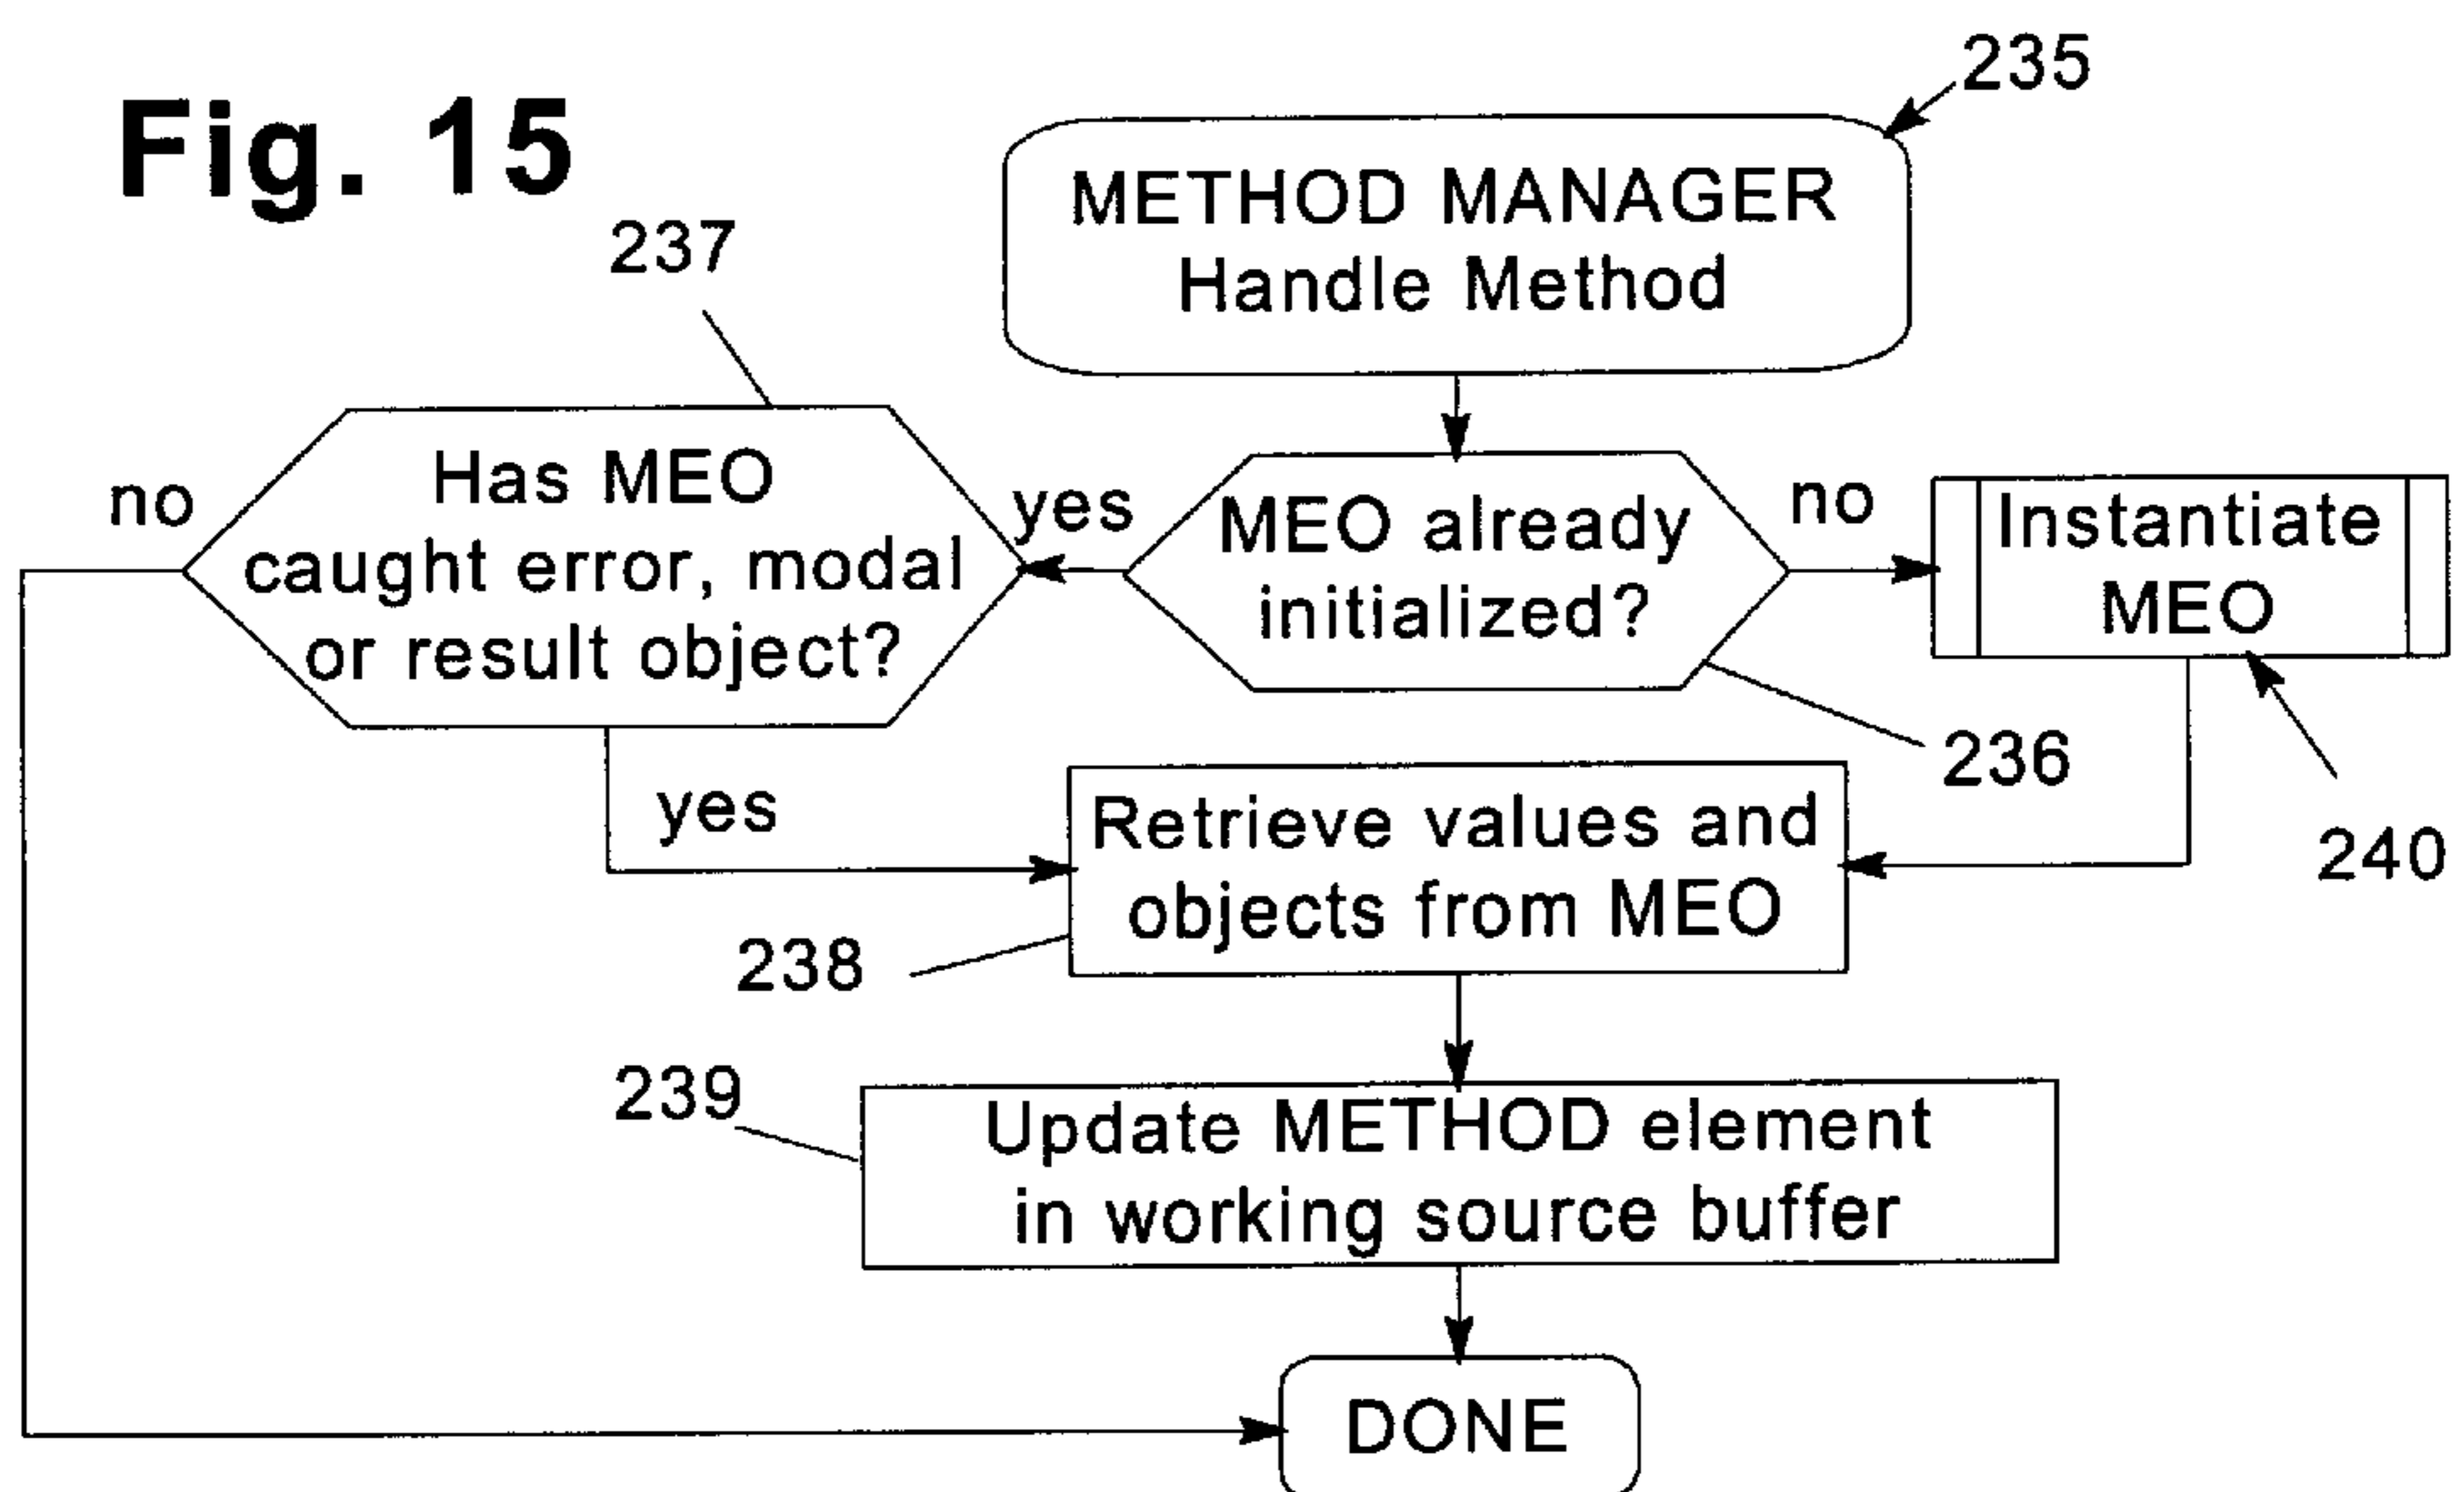 Fig. 15
235
METHOD MANAGER
Handle Method
237
Has MEO
caught error, modal
or result object?
no
yes
MEO already
initialized?
no
Instantiate
MEO
236
240
yes
Retrieve values and
objects from MEO
238
239
Update METHOD element
in working source buffer
DONE